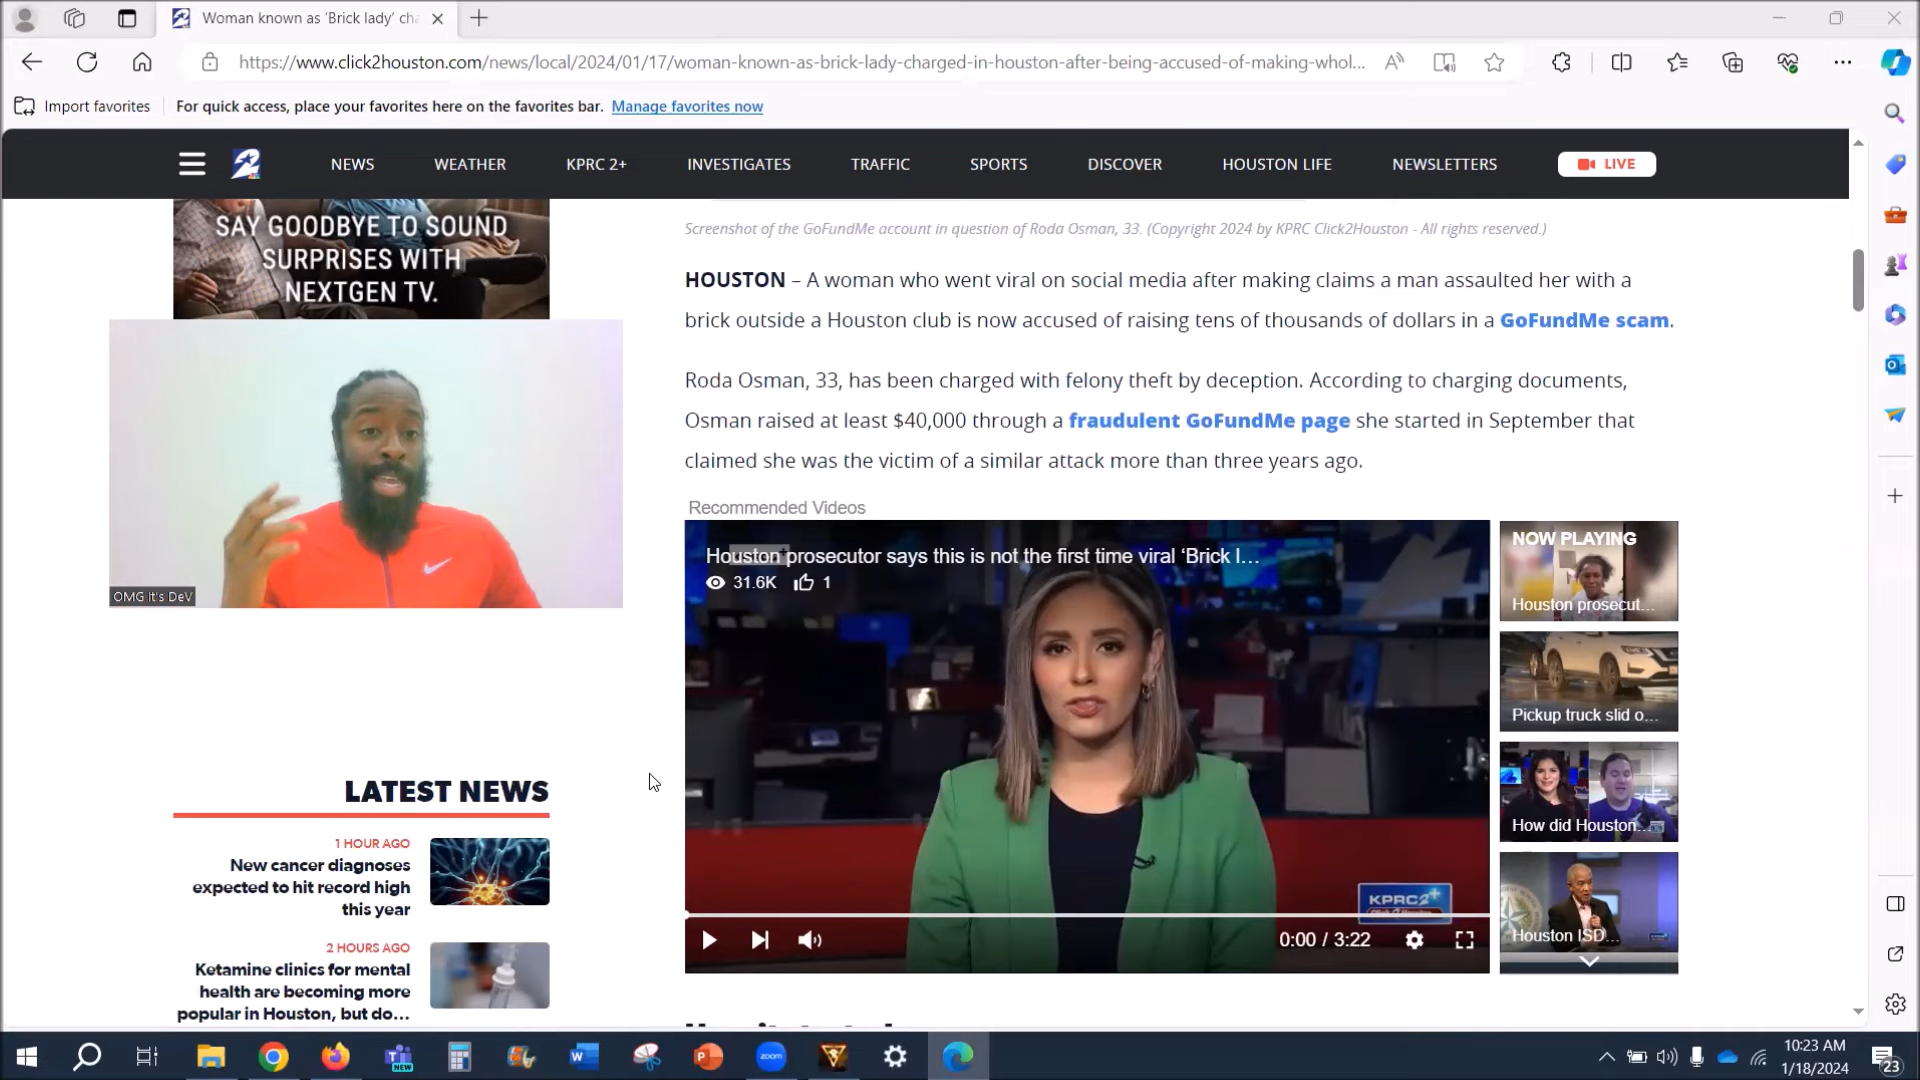 Woman known as ‘Brick lady’ cha
https://www.click2houston.com/news/local/2024/01/17/woman-known-as-brick-lady-charged-in-houston-after-being-accused-of-making-whol...
Import favorites
For quick access, place your favorites here on the favorites bar. Manage favorites now
NEWS WEATHER KPRC 2+ INVESTIGATES TRAFFIC SPORTS DISCOVER HOUSTON LIFE NEWSLETTERS LIVE
SAY GOODBYE TO SOUND
SURPRISES WITH
NEXTGEN TV.
OMG It's DeV
Screenshot of the GoFundMe account in question of Roda Osman, 33. (Copyright 2024 by KPRC Click2Houston - All rights reserved.)
HOUSTON – A woman who went viral on social media after making claims a man assaulted her with a
brick outside a Houston club is now accused of raising tens of thousands of dollars in a GoFundMe scam.
Roda Osman, 33, has been charged with felony theft by deception. According to charging documents,
Osman raised at least $40,000 through a fraudulent GoFundMe page she started in September that
claimed she was the victim of a similar attack more than three years ago.
Recommended Videos
Houston prosecutor says this is not the first time viral ‘Brick l...
31.6K 1
KPRC2+
0:00 / 3:22
NOW PLAYING
Houston prosecut...
Pickup truck slid o...
How did Houston...
Houston ISD...
LATEST NEWS
1 HOUR AGO
New cancer diagnoses
expected to hit record high
this year
2 HOURS AGO
Ketamine clinics for mental
health are becoming more
popular in Houston, but do...
NEW
zoom
10:23 AM
1/18/2024
23